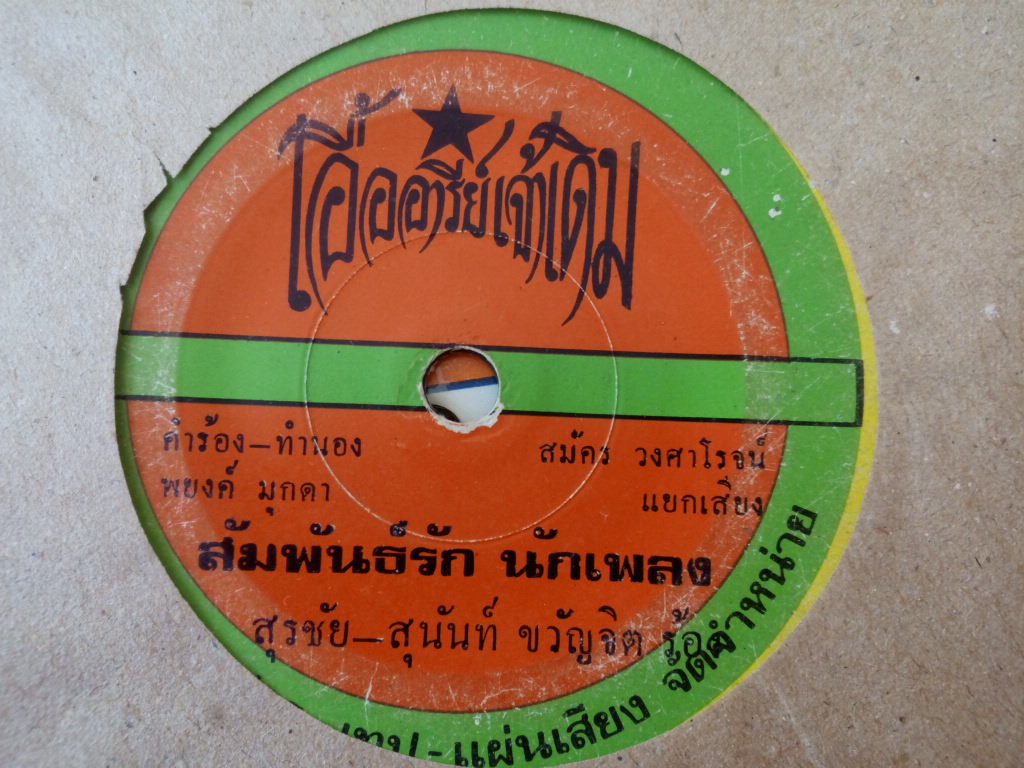 โอื้ออารีย์เจ้าเดิม
คำร้อง-ทำนอง
พยงค์ มุกดา
สมัคร วงศาโรจน์
แยกเสียง
สัมพันธ์รัก นักเพลง
สุรชัย-สุนันท์ ขวัญจิต
เทป-แผ่นเสียง จัดจำหน่าย